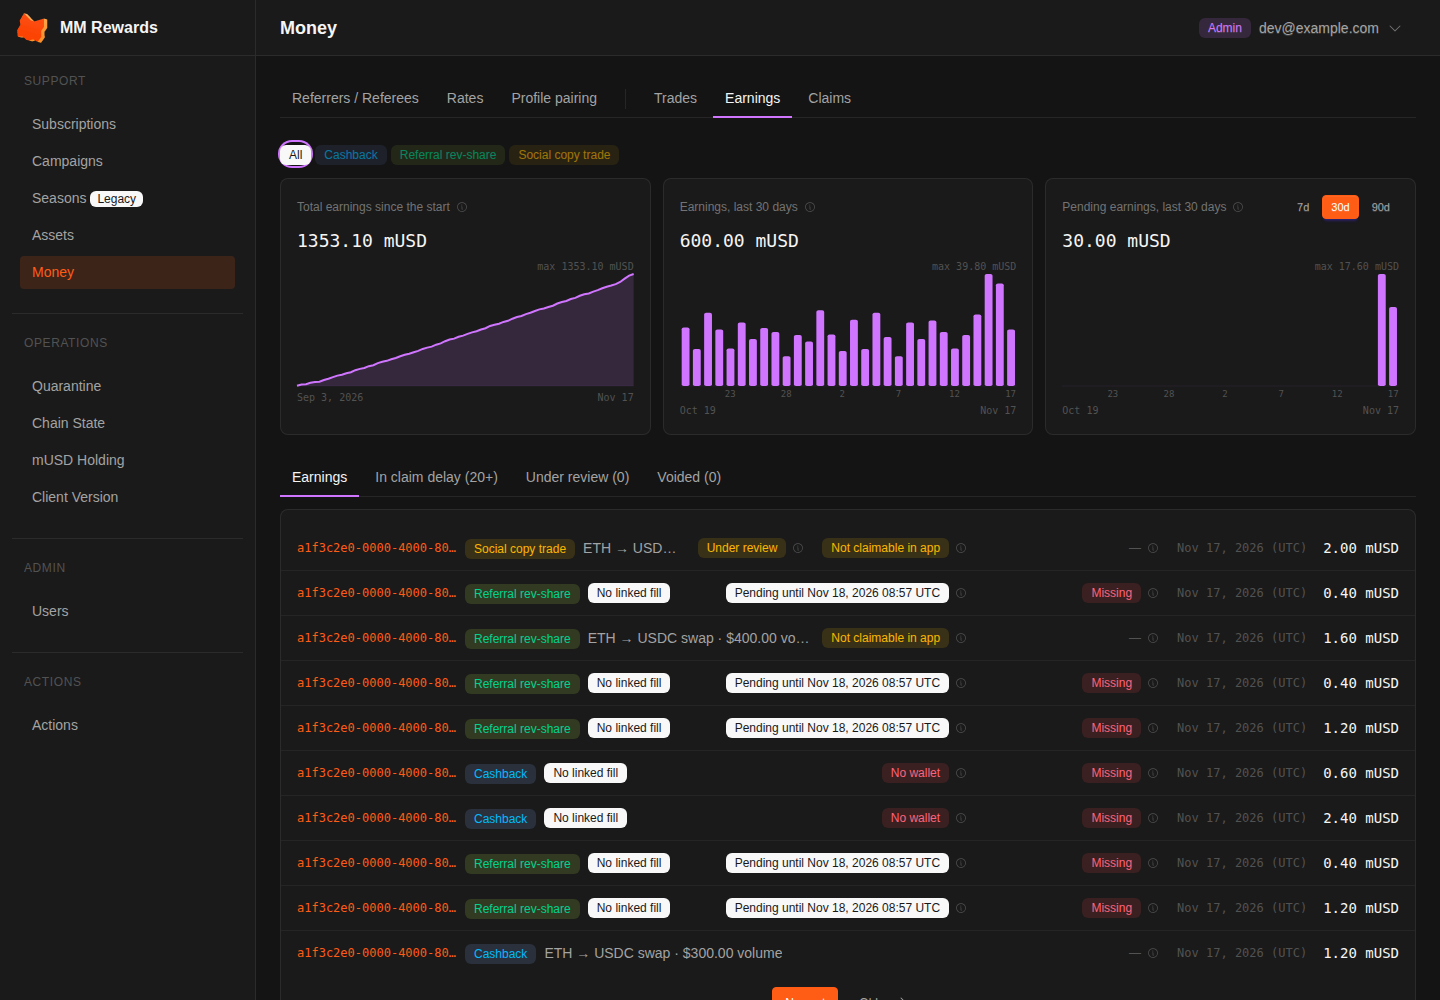 MM Rewards
Money
Admin dev@example.com
SUPPORT
Subscriptions
Campaigns
Seasons Legacy
Assets
Money
OPERATIONS
Quarantine
Chain State
mUSD Holding
Client Version
ADMIN
Users
ACTIONS
Actions
Referrers / Referees Rates Profile pairing Trades Earnings Claims
All Cashback Referral rev-share Social copy trade
Total earnings since the start
1353.10 mUSD
max 1353.10 mUSD
Sep 3, 2026 Nov 17
Earnings, last 30 days
600.00 mUSD
max 39.80 mUSD
23 28 2 7 12 17
Oct 19 Nov 17
Pending earnings, last 30 days 7d 30d 90d
30.00 mUSD
max 17.60 mUSD
23 28 2 7 12 17
Oct 19 Nov 17
Earnings In claim delay (20+) Under review (0) Voided (0)
a1f3c2e0-0000-4000-80… Social copy trade ETH → USD… Under review Not claimable in app — Nov 17, 2026 (UTC) 2.00 mUSD
a1f3c2e0-0000-4000-80… Referral rev-share No linked fill Pending until Nov 18, 2026 08:57 UTC Missing Nov 17, 2026 (UTC) 0.40 mUSD
a1f3c2e0-0000-4000-80… Referral rev-share ETH → USDC swap · $400.00 vo… Not claimable in app — Nov 17, 2026 (UTC) 1.60 mUSD
a1f3c2e0-0000-4000-80… Referral rev-share No linked fill Pending until Nov 18, 2026 08:57 UTC Missing Nov 17, 2026 (UTC) 0.40 mUSD
a1f3c2e0-0000-4000-80… Referral rev-share No linked fill Pending until Nov 18, 2026 08:57 UTC Missing Nov 17, 2026 (UTC) 1.20 mUSD
a1f3c2e0-0000-4000-80… Cashback No linked fill No wallet Missing Nov 17, 2026 (UTC) 0.60 mUSD
a1f3c2e0-0000-4000-80… Cashback No linked fill No wallet Missing Nov 17, 2026 (UTC) 2.40 mUSD
a1f3c2e0-0000-4000-80… Referral rev-share No linked fill Pending until Nov 18, 2026 08:57 UTC Missing Nov 17, 2026 (UTC) 0.40 mUSD
a1f3c2e0-0000-4000-80… Referral rev-share No linked fill Pending until Nov 18, 2026 08:57 UTC Missing Nov 17, 2026 (UTC) 1.20 mUSD
a1f3c2e0-0000-4000-80… Cashback ETH → USDC swap · $300.00 volume — Nov 17, 2026 (UTC) 1.20 mUSD